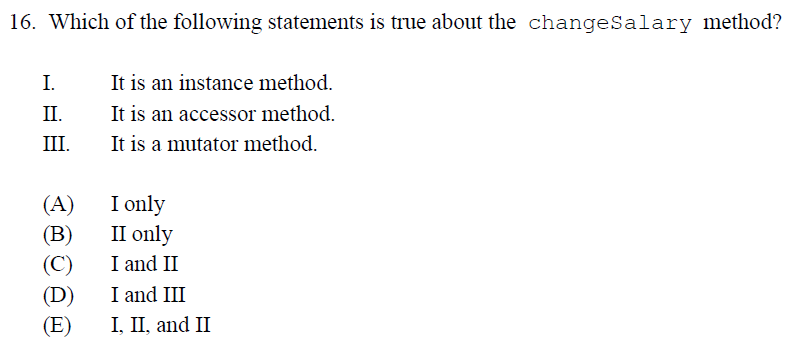 16. Which of the following statements is true about the changeSalary method?
I. It is an instance method.
II. It is an accessor method.
III. It is a mutator method.
(A) I only
(B) II only
(C) I and II
(D) I and III
(E) I, II, and II